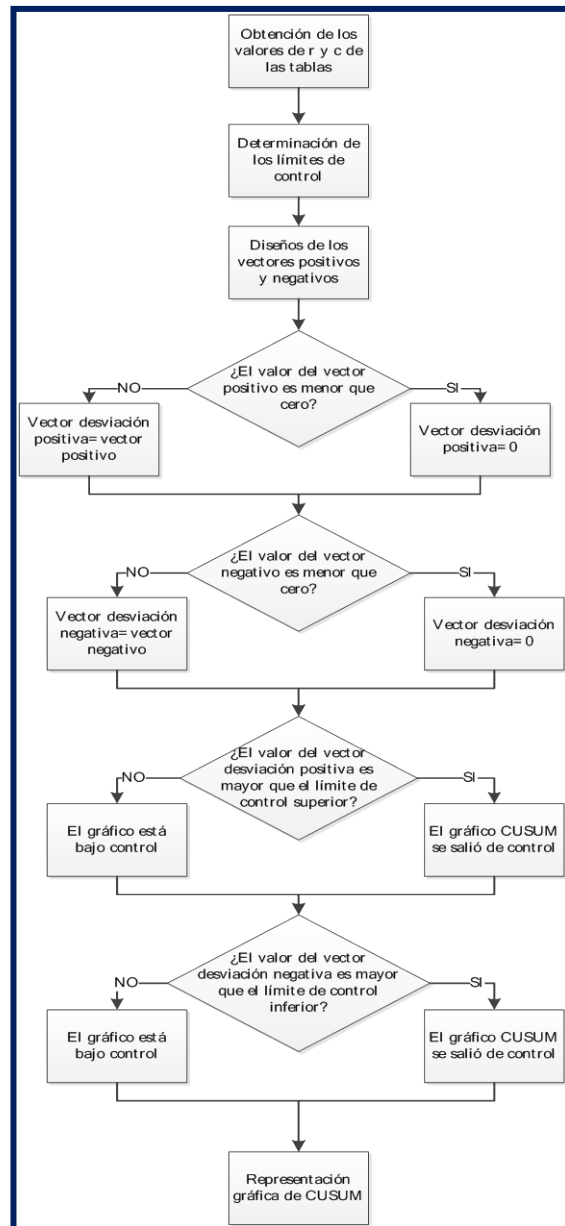 Obtención de los
valores de r y c de
las tablas
Determinación de
los límites de
control
Diseños de los
vectores positivos
y negativos
¿El valor del vector
positivo es menor que
cero?
NO
SI
Vector desviación
positiva= vector
positivo
Vector desviación
positiva= 0
¿El valor del vector
negativo es menor que
cero?
NO
SI
Vector desviación
negativa= vector
negativo
Vector desviación
negativa= 0
¿El valor del vector
desviación positiva es
mayor que el límite de
control superior?
NO
SI
El gráfico está
bajo control
El gráfico CUSUM
se salió de control
¿El valor del vector
desviación negativa es mayor
que el límite de control
inferior?
NO
SI
El gráfico está
bajo control
El gráfico CUSUM
se salió de control
Representación
gráfica de CUSUM